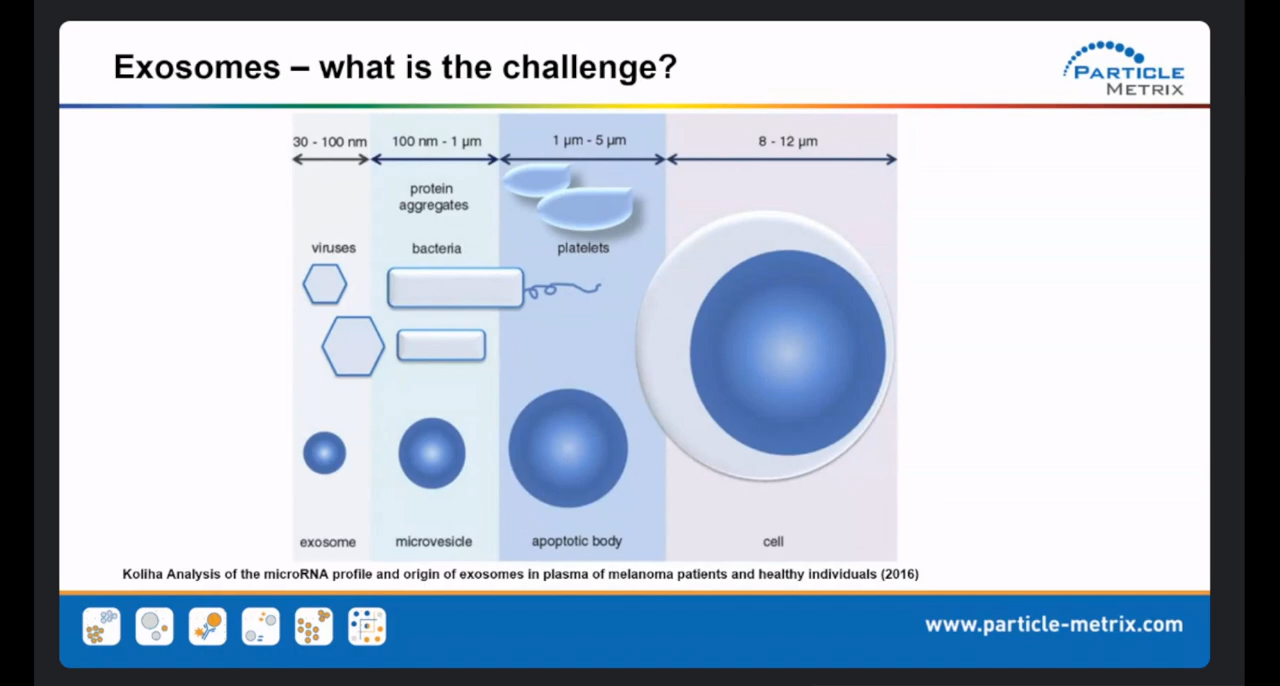 Exosomes – what is the challenge?
PARTICLE
METRIX
30 - 100 nm
100 nm - 1 µm
1 µm - 5 µm
8 - 12 µm
protein
aggregates
viruses
bacteria
platelets
exosome
microvesicle
apoptotic body
cell
Koliha Analysis of the microRNA profile and origin of exosomes in plasma of melanoma patients and healthy individuals (2016)
www.particle-metrix.com